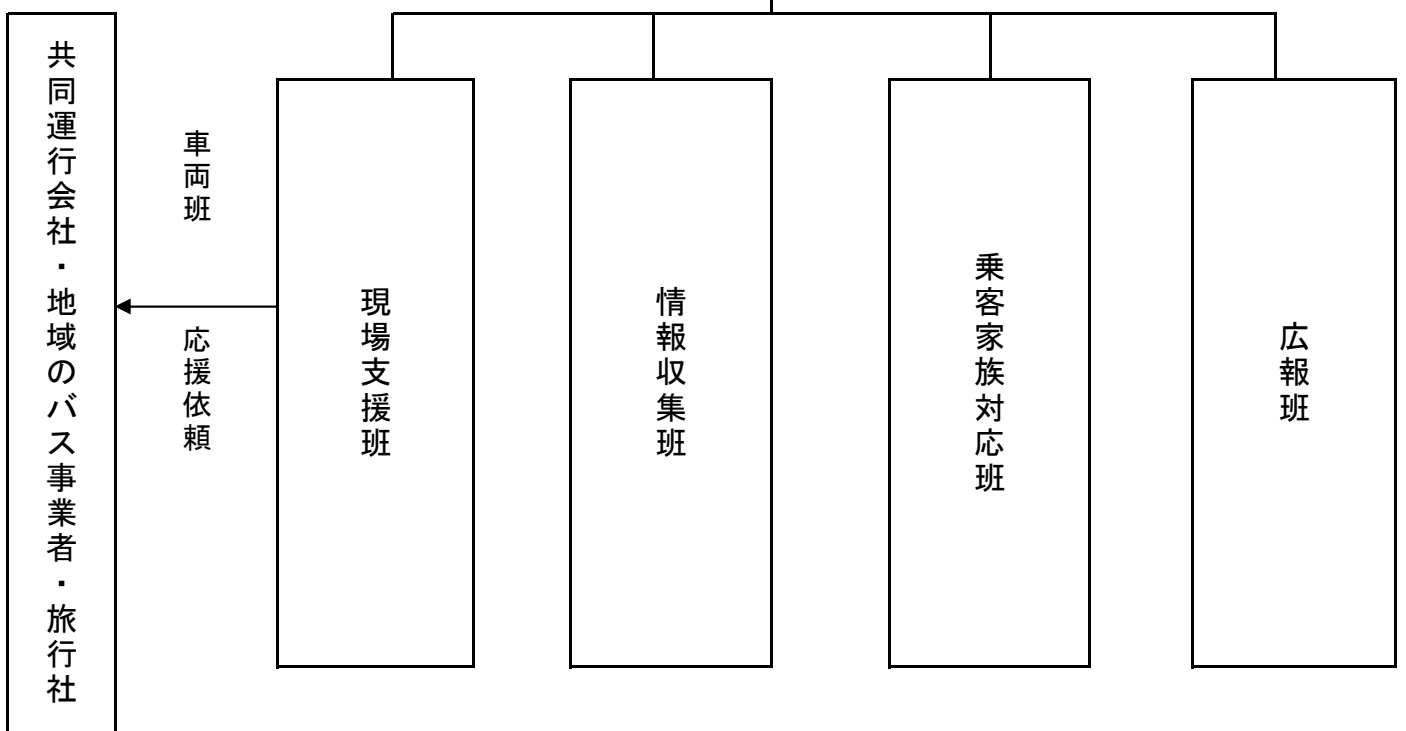 共同運行会社・地域のバス事業者・旅行社
車両班
応援依頼
現場支援班
情報収集班
乗客家族対応班
広報班